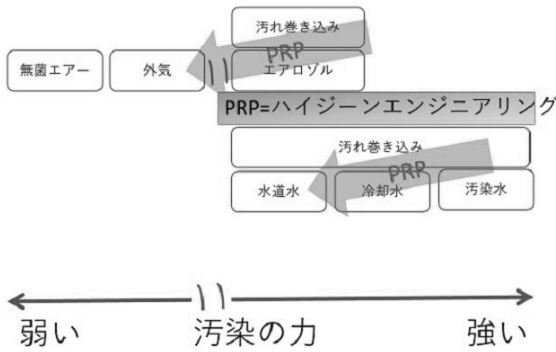 汚れ巻き込み
PRP
無菌エアー
外気
エアロゾル
PRP=ハイジーンエンジニアリング
汚れ巻き込み
PRP
水道水
冷却水
汚染水
弱い
汚染の力
強い